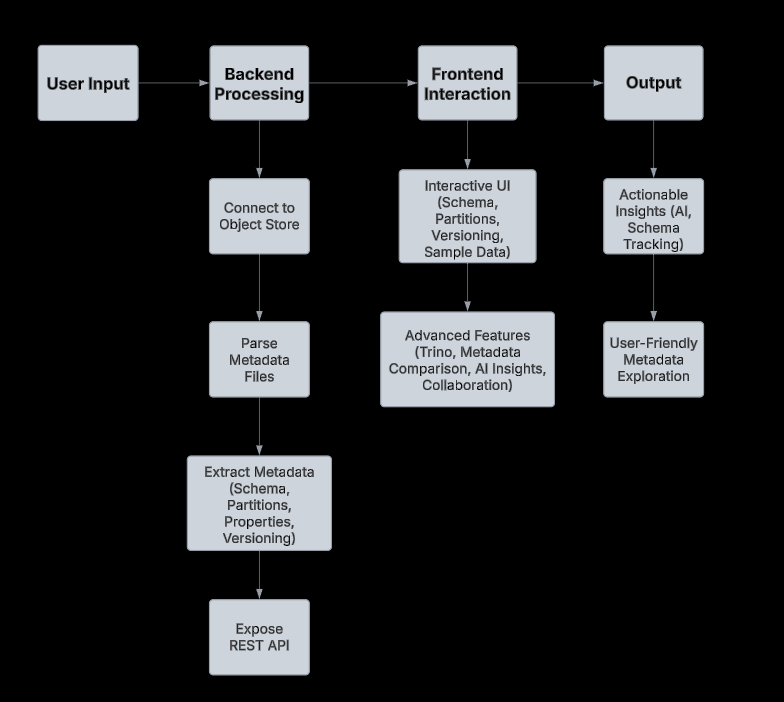 User Input
Backend
Processing
Frontend
Interaction
Output
Connect to
Object Store
Interactive UI
(Schema,
Partitions,
Versioning,
Sample Data)
Actionable
Insights (AI,
Schema
Tracking)
Parse
Metadata
Files
Advanced Features
(Trino, Metadata
Comparison, AI Insights,
Collaboration)
User-Friendly
Metadata
Exploration
Extract Metadata
(Schema,
Partitions,
Properties,
Versioning)
Expose
REST API